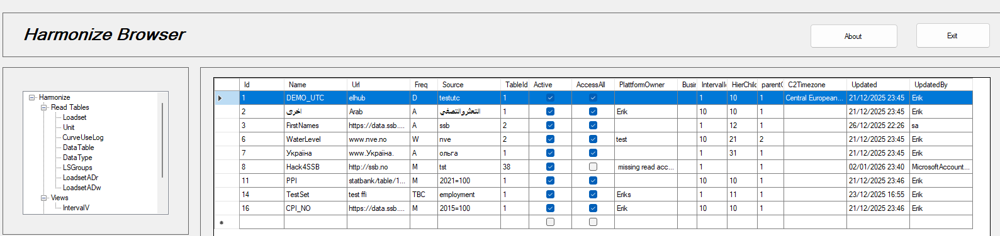 Harmonize Browser
About
Exit
Harmonize
Read Tables
Loadset
Unit
CurveUseLog
DataTable
DataType
LSGroups
LoadsetADr
LoadsetADw
Views
IntervalV
Id Name Url Freq Source TableId Active AccessAll PlattformOwner Busir IntervalI HierChild parent C2Timezone Updated UpdatedBy
1 DEMO_UTC elhub D testutc 1 1 10 1 Central European... 21/12/2025 23:45 Erik
2 اخرى Arab A التعثروالتصفي 1 Erik 10 10 1 21/12/2025 23:45 Erik
3 FirstNames https://data.ssb.... A ssb 2 1 12 1 26/12/2025 22:26 sa
6 WaterLevel www.nve.no W nve 2 test 10 21 2 21/12/2025 23:45 Erik
7 Україна www.Україна. A ольга 1 1 31 1 21/12/2025 23:45 Erik
8 Hack4SSB http://ssb.no M tst 38 missing read acc... 1 1 02/01/2026 23:40 MicrosoftAccount...
11 PPI statbank/table/1... M 2021=100 1 10 10 1 21/12/2025 23:46 Erik
14 TestSet test ffi TBC employment 1 Eriks 1 11 1 23/12/2025 16:55 Erik
16 CPI_NO https://data.ssb.... M 2015=100 1 Erik 10 10 1 21/12/2025 23:46 Erik